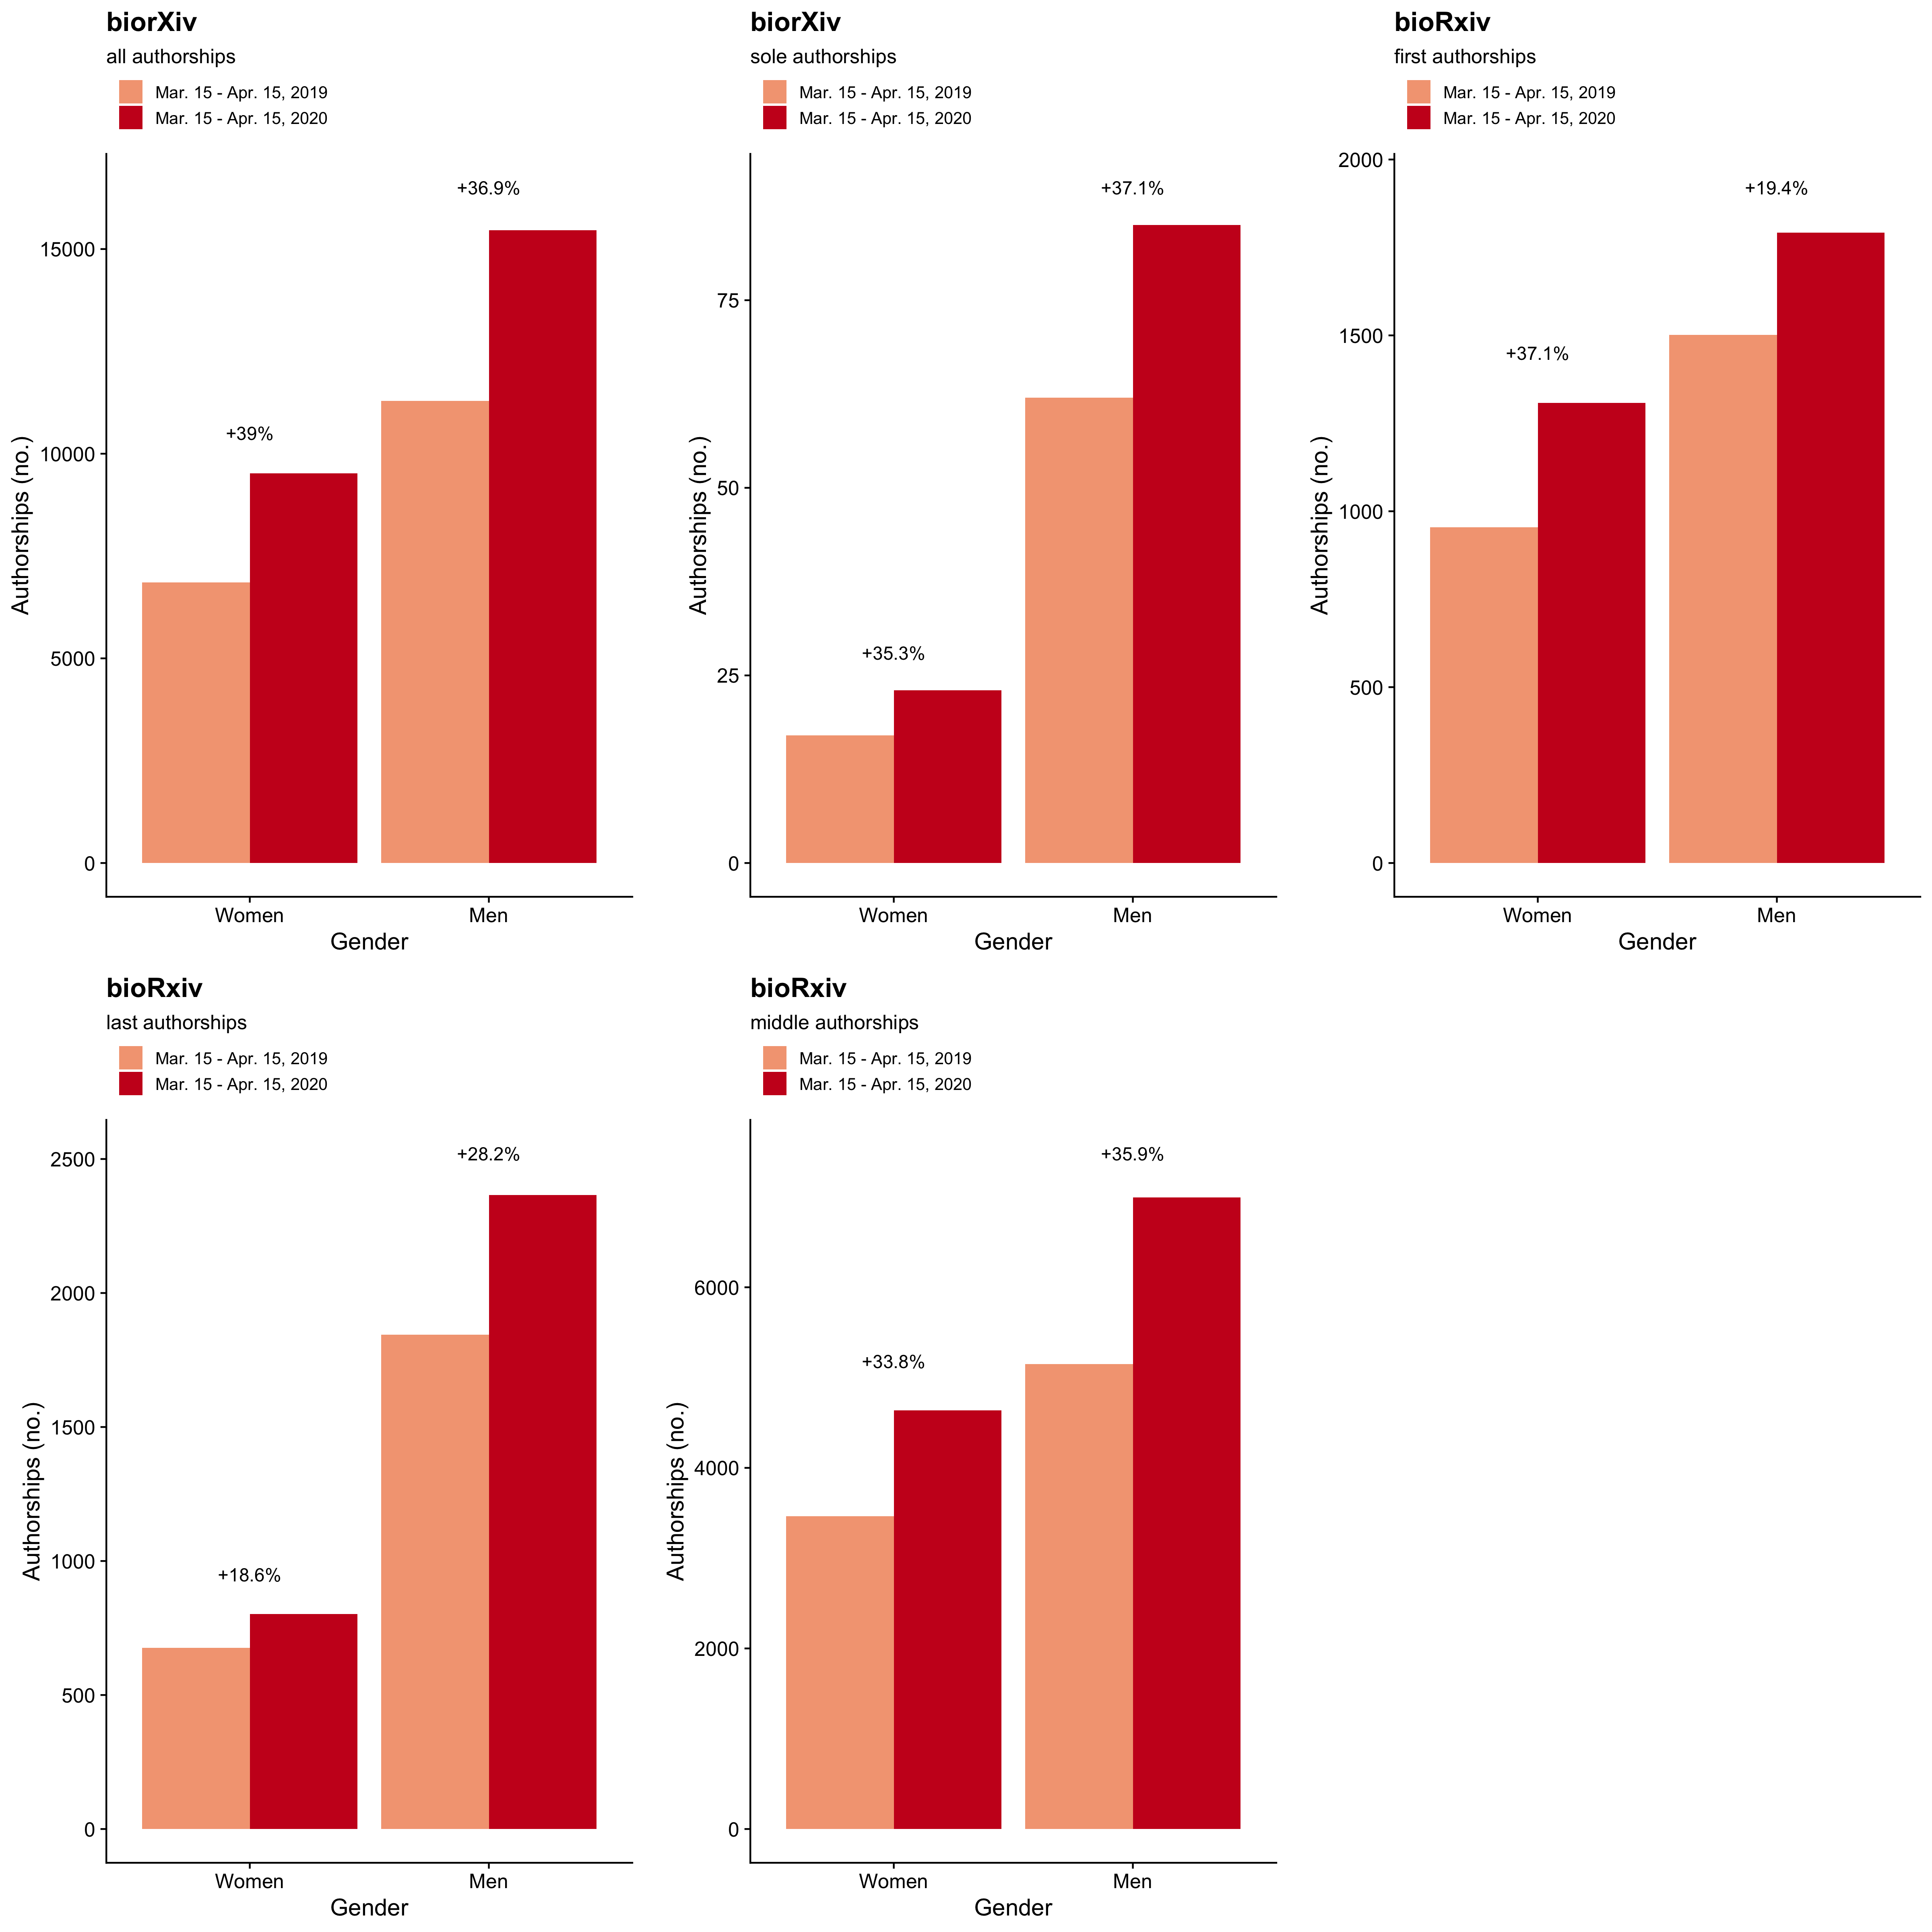 biorXiv
all authorships
Mar. 15 - Apr. 15, 2019
Mar. 15 - Apr. 15, 2020
Authorships (no.)
15000
10000
5000
0
+39%
+36.9%
Women
Men
Gender
biorXiv
sole authorships
Mar. 15 - Apr. 15, 2019
Mar. 15 - Apr. 15, 2020
Authorships (no.)
75
50
25
0
+35.3%
+37.1%
Women
Men
Gender
bioRxiv
first authorships
Mar. 15 - Apr. 15, 2019
Mar. 15 - Apr. 15, 2020
Authorships (no.)
2000
1500
1000
500
0
+37.1%
+19.4%
Women
Men
Gender
bioRxiv
last authorships
Mar. 15 - Apr. 15, 2019
Mar. 15 - Apr. 15, 2020
Authorships (no.)
2500
2000
1500
1000
500
0
+18.6%
+28.2%
Women
Men
Gender
bioRxiv
middle authorships
Mar. 15 - Apr. 15, 2019
Mar. 15 - Apr. 15, 2020
Authorships (no.)
6000
4000
2000
0
+33.8%
+35.9%
Women
Men
Gender